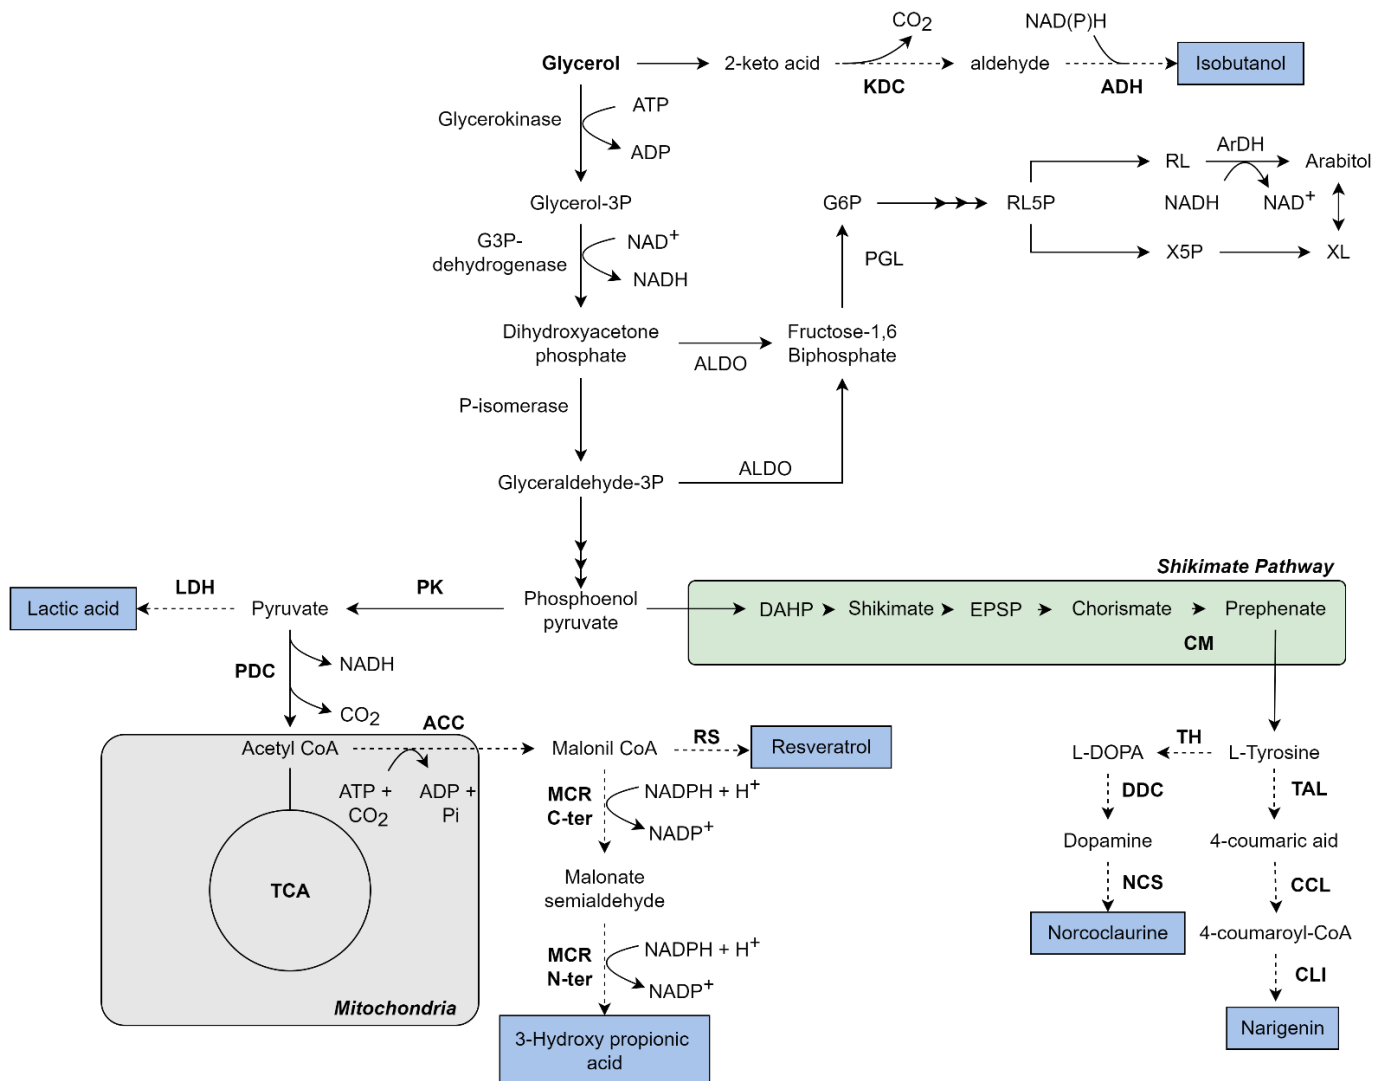 CO2
NAD(P)H
Glycerol
2-keto acid
aldehyde
Isobutanol
KDC
ADH
Glycerokinase
ATP
ADP
ArDH
RL
Arabitol
Glycerol-3P
G6P
RL5P
NADH
NAD+
G3P-
dehydrogenase
NAD+
NADH
PGL
X5P
XL
Dihydroxyacetone
phosphate
ALDO
Fructose-1,6
Biphosphate
P-isomerase
Glyceraldehyde-3P
ALDO
Shikimate Pathway
Lactic acid
LDH
Pyruvate
PK
Phosphoenol
pyruvate
DAHP
Shikimate
EPSP
Chorismate
Prephenate
CM
PDC
NADH
CO2
Acetyl CoA
ACC
Malonil CoA
RS
Resveratrol
L-DOPA
TH
L-Tyrosine
ATP +
CO2
ADP +
Pi
MCR
C-ter
NADPH + H+
NADP+
DDC
TAL
Dopamine
4-coumaric aid
TCA
Malonate
semialdehyde
NCS
CCL
Norcoclaurine
4-coumaroyl-CoA
MCR
N-ter
NADPH + H+
NADP+
CLI
Mitochondria
Narigenin
3-Hydroxy propionic
acid